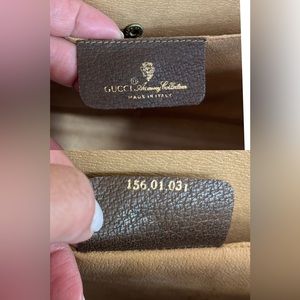 GUCCI Accessory Collection
MADE IN ITALY
156.01.031